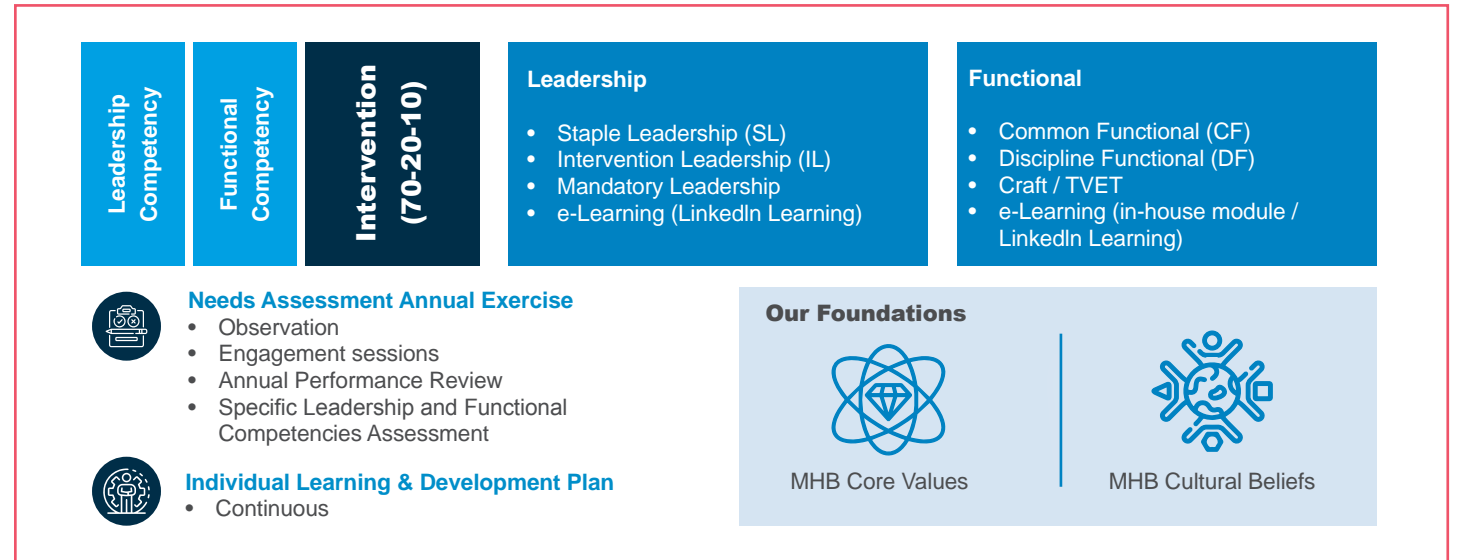 Leadership
Competency
Functional
Competency
Intervention
(70-20-10)
Leadership
• Staple Leadership (SL)
• Intervention Leadership (IL)
• Mandatory Leadership
• e-Learning (LinkedIn Learning)
Functional
• Common Functional (CF)
• Discipline Functional (DF)
• Craft / TVET
• e-Learning (in-house module /
LinkedIn Learning)
Needs Assessment Annual Exercise
• Observation
• Engagement sessions
• Annual Performance Review
• Specific Leadership and Functional
Competencies Assessment
Individual Learning & Development Plan
• Continuous
Our Foundations
MHB Core Values
MHB Cultural Beliefs